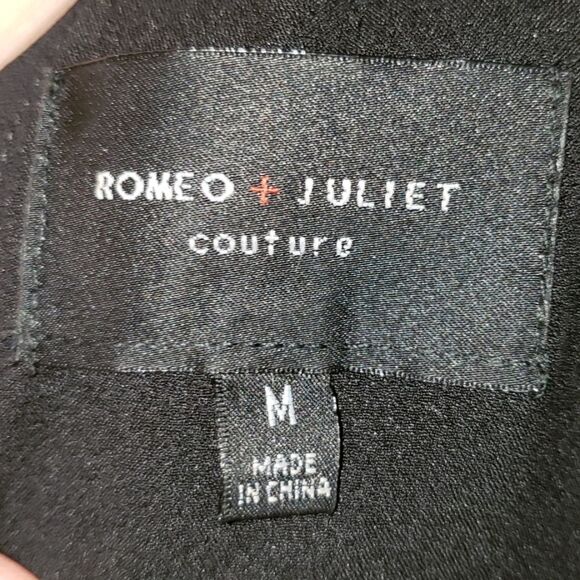 ROMEO + JULIET
couture
M
MADE
IN CHINA